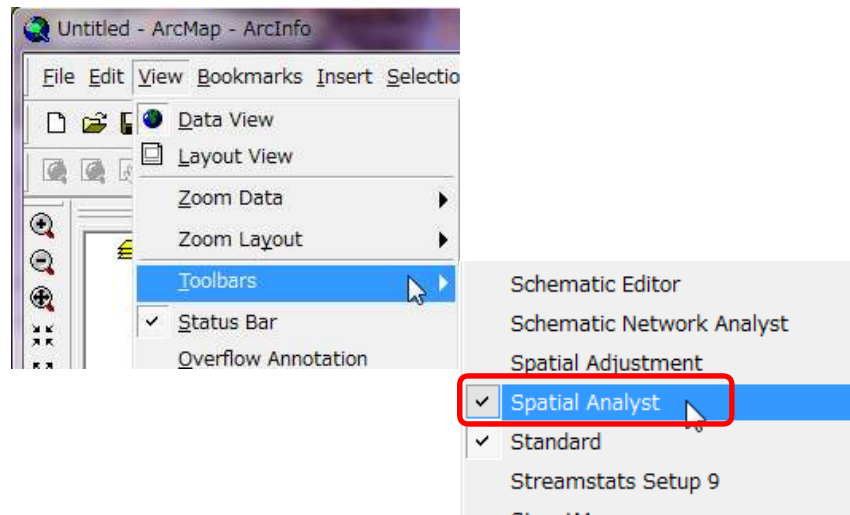 Untitled - ArcMap - ArcInfo
File Edit View Bookmarks Insert Selectio
Data View
Layout View
Zoom Data
Zoom Layout
Toolbars
Status Bar
Overflow Annotation
Schematic Editor
Schematic Network Analyst
Spatial Adjustment
Spatial Analyst
Standard
Streamstats Setup 9